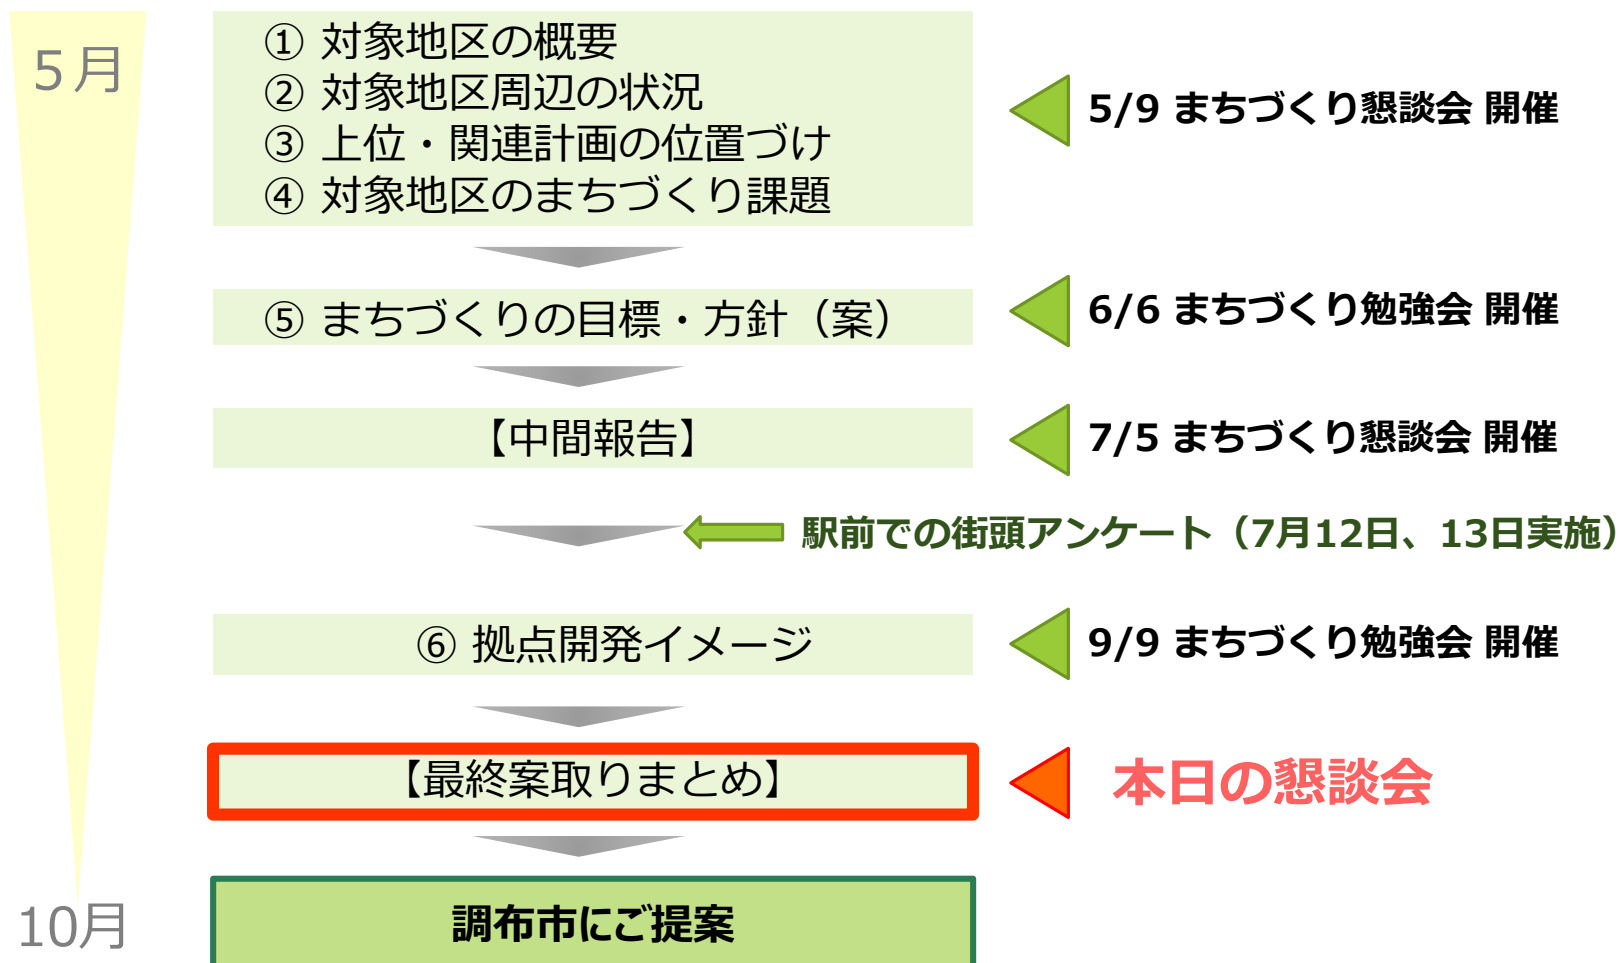 5月
① 対象地区の概要
② 対象地区周辺の状況
③ 上位・関連計画の位置づけ
④ 対象地区のまちづくり課題
5/9 まちづくり懇談会 開催
⑤ まちづくりの目標・方針（案）
6/6 まちづくり勉強会 開催
【中間報告】
7/5 まちづくり懇談会 開催
駅前での街頭アンケート（7月12日、13日実施）
⑥ 拠点開発イメージ
9/9 まちづくり勉強会 開催
【最終案取りまとめ】
本日の懇談会
10月
調布市にご提案